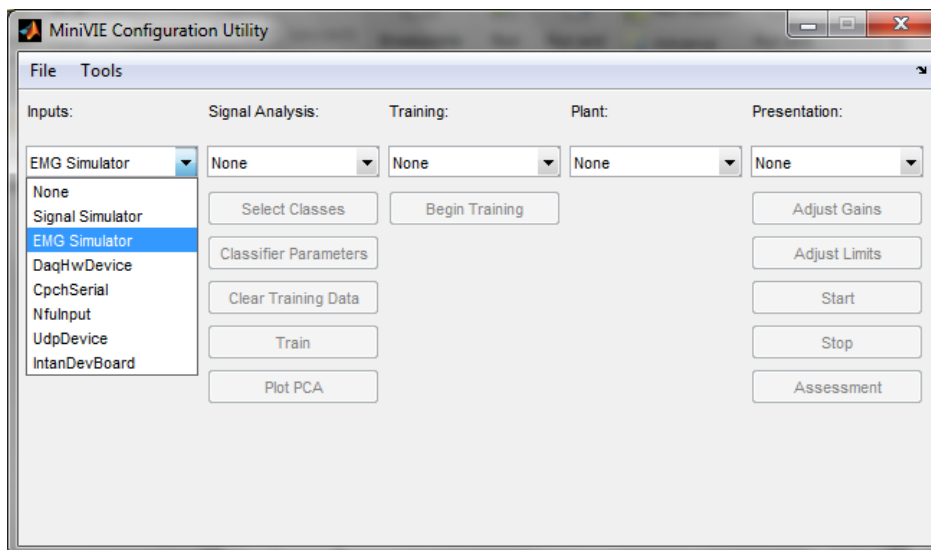 MiniVIE Configuration Utility
File Tools
Inputs: Signal Analysis: Training: Plant: Presentation:
EMG Simulator None None None None
None
Signal Simulator
EMG Simulator
DaqHwDevice
CpchSerial
NfuInput
UdpDevice
IntanDevBoard
Select Classes
Classifier Parameters
Clear Training Data
Train
Plot PCA
Begin Training
Adjust Gains
Adjust Limits
Start
Stop
Assessment